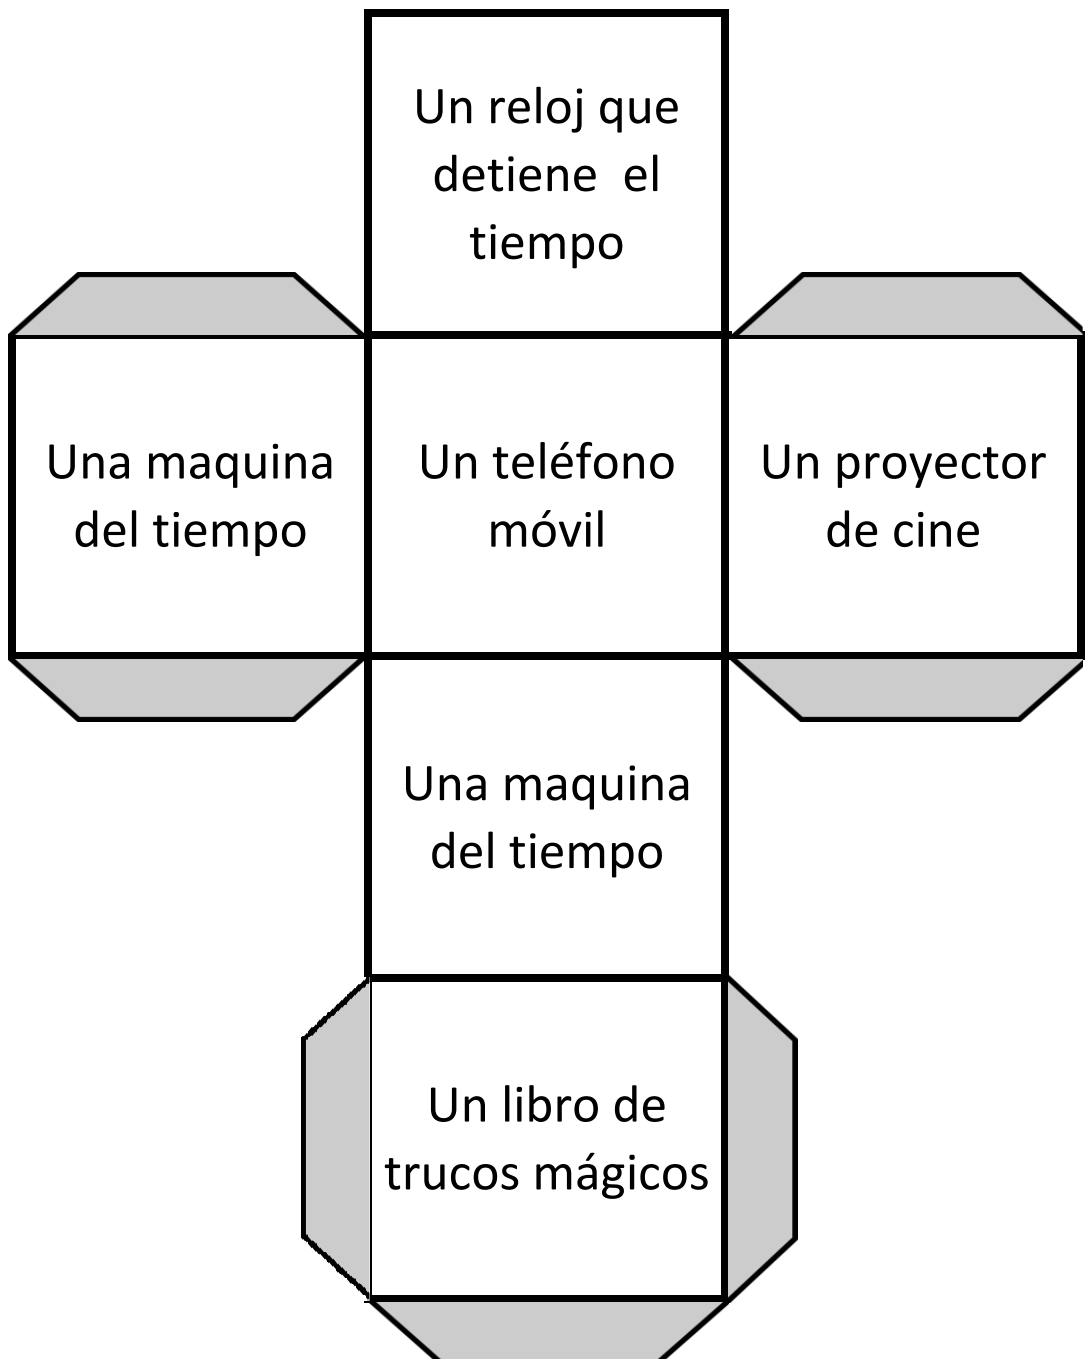 Un reloj que
detiene  el
tiempo
Una maquina
del tiempo
Un teléfono
móvil
Un proyector
de cine
Una maquina
del tiempo
Un libro de
trucos mágicos